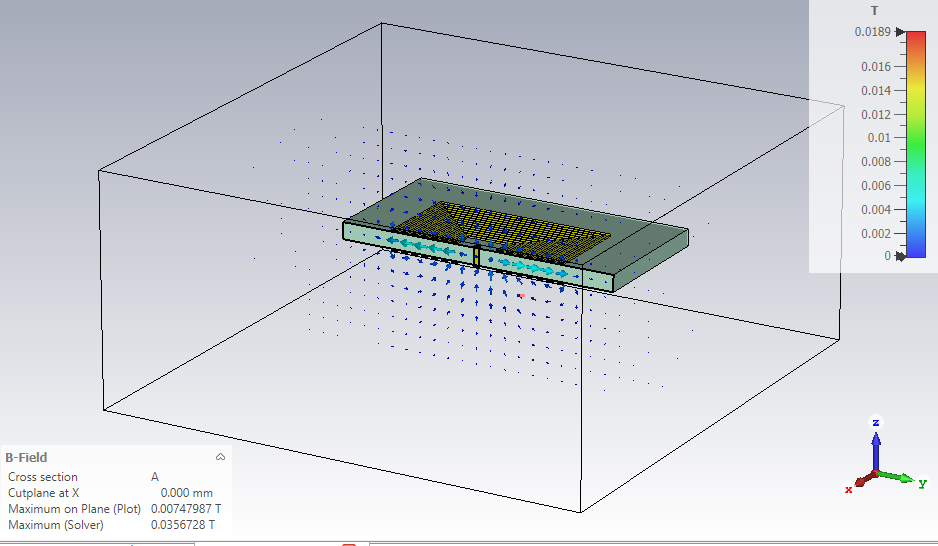 T
0.0189
0.016
0.014
0.012
0.01
0.008
0.006
0.004
0.002
0
z
y
x
B-Field
Cross section A
Cutplane at X 0.000 mm
Maximum on Plane (Plot) 0.00747987 T
Maximum (Solver) 0.0356728 T